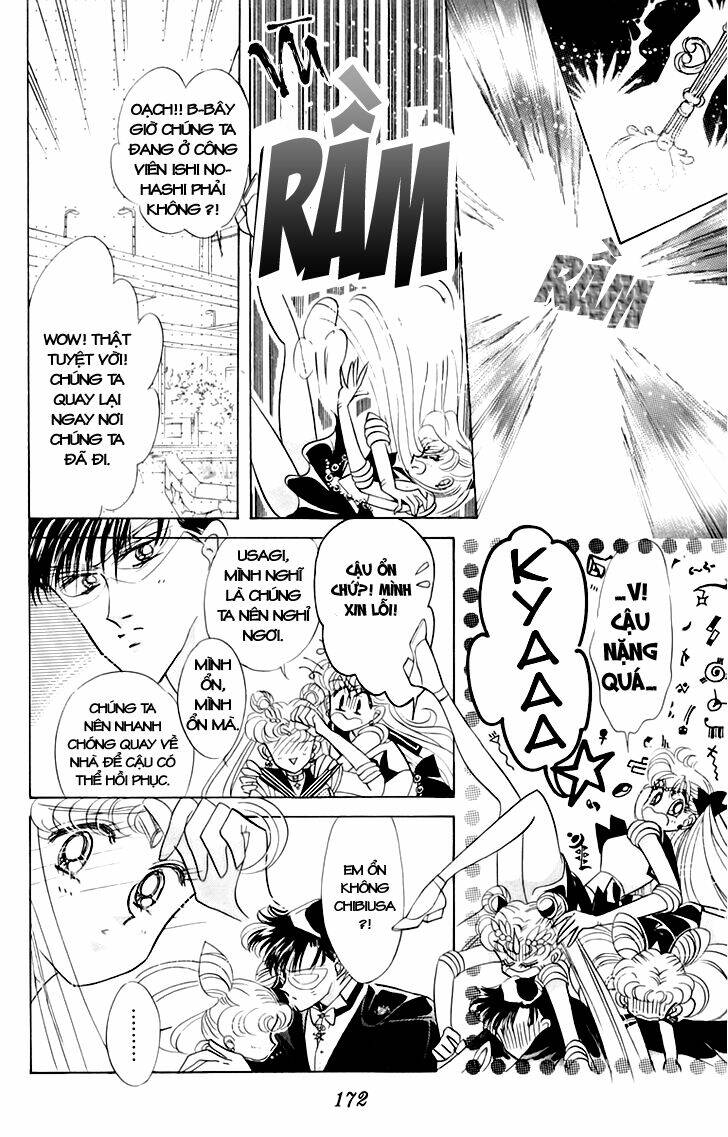 RẦM
VÙ
RẦM
OẠCH!! B-BÂY
GIỜ CHÚNG TA
ĐANG Ở CÔNG
VIÊN ISHI NO-
HASHI PHẢI
KHÔNG ?!
WOW! THẬT
TUYỆT VỜI!
CHÚNG TA
QUAY LẠI
NGAY NƠI
CHÚNG TA
ĐÃ ĐI.
...VI
CẬU
NẶNG
QUÁ...
KYAAA
CẬU ỔN
CHỨ?! MÌNH
XIN LỖI!
USAGI,
MÌNH NGHĨ
LÀ CHÚNG
TA NÊN NGHỈ
NGƠI.
MÌNH
ỔN,
MÌNH
ỔN MÀ.
CHÚNG TA
NÊN NHANH
CHÓNG QUAY VỀ
NHÀ ĐỂ CẬU CÓ
THỂ HỒI PHỤC.
EM ỔN
KHÔNG
CHIBIUSA
?!
........
172